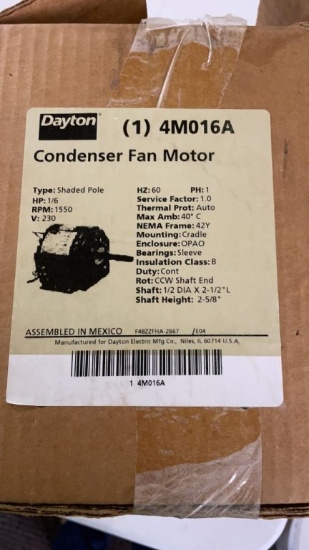 Dayton (1) 4M016A
Condenser Fan Motor
Type: Shaded Pole
HP: 1/6
RPM: 1550
V: 230
HZ: 60 PH: 1
Service Factor: 1.0
Thermal Prot: Auto
Max Amb: 40° C
NEMA Frame: 42Y
Mounting: Cradle
Enclosure: OPAO
Bearings: Sleeve
Insulation Class: B
Duty: Cont
Rot: CCW Shaft End
Shaft: 1/2 DIA X 2-1/2"L
Shaft Height: 2-5/8"
ASSEMBLED IN MEXICO F48ZZFHA-2667 /E04
Manufactured for Dayton Electric Mfg Co., Niles, IL 60714 U.S.A.
1 4M016A